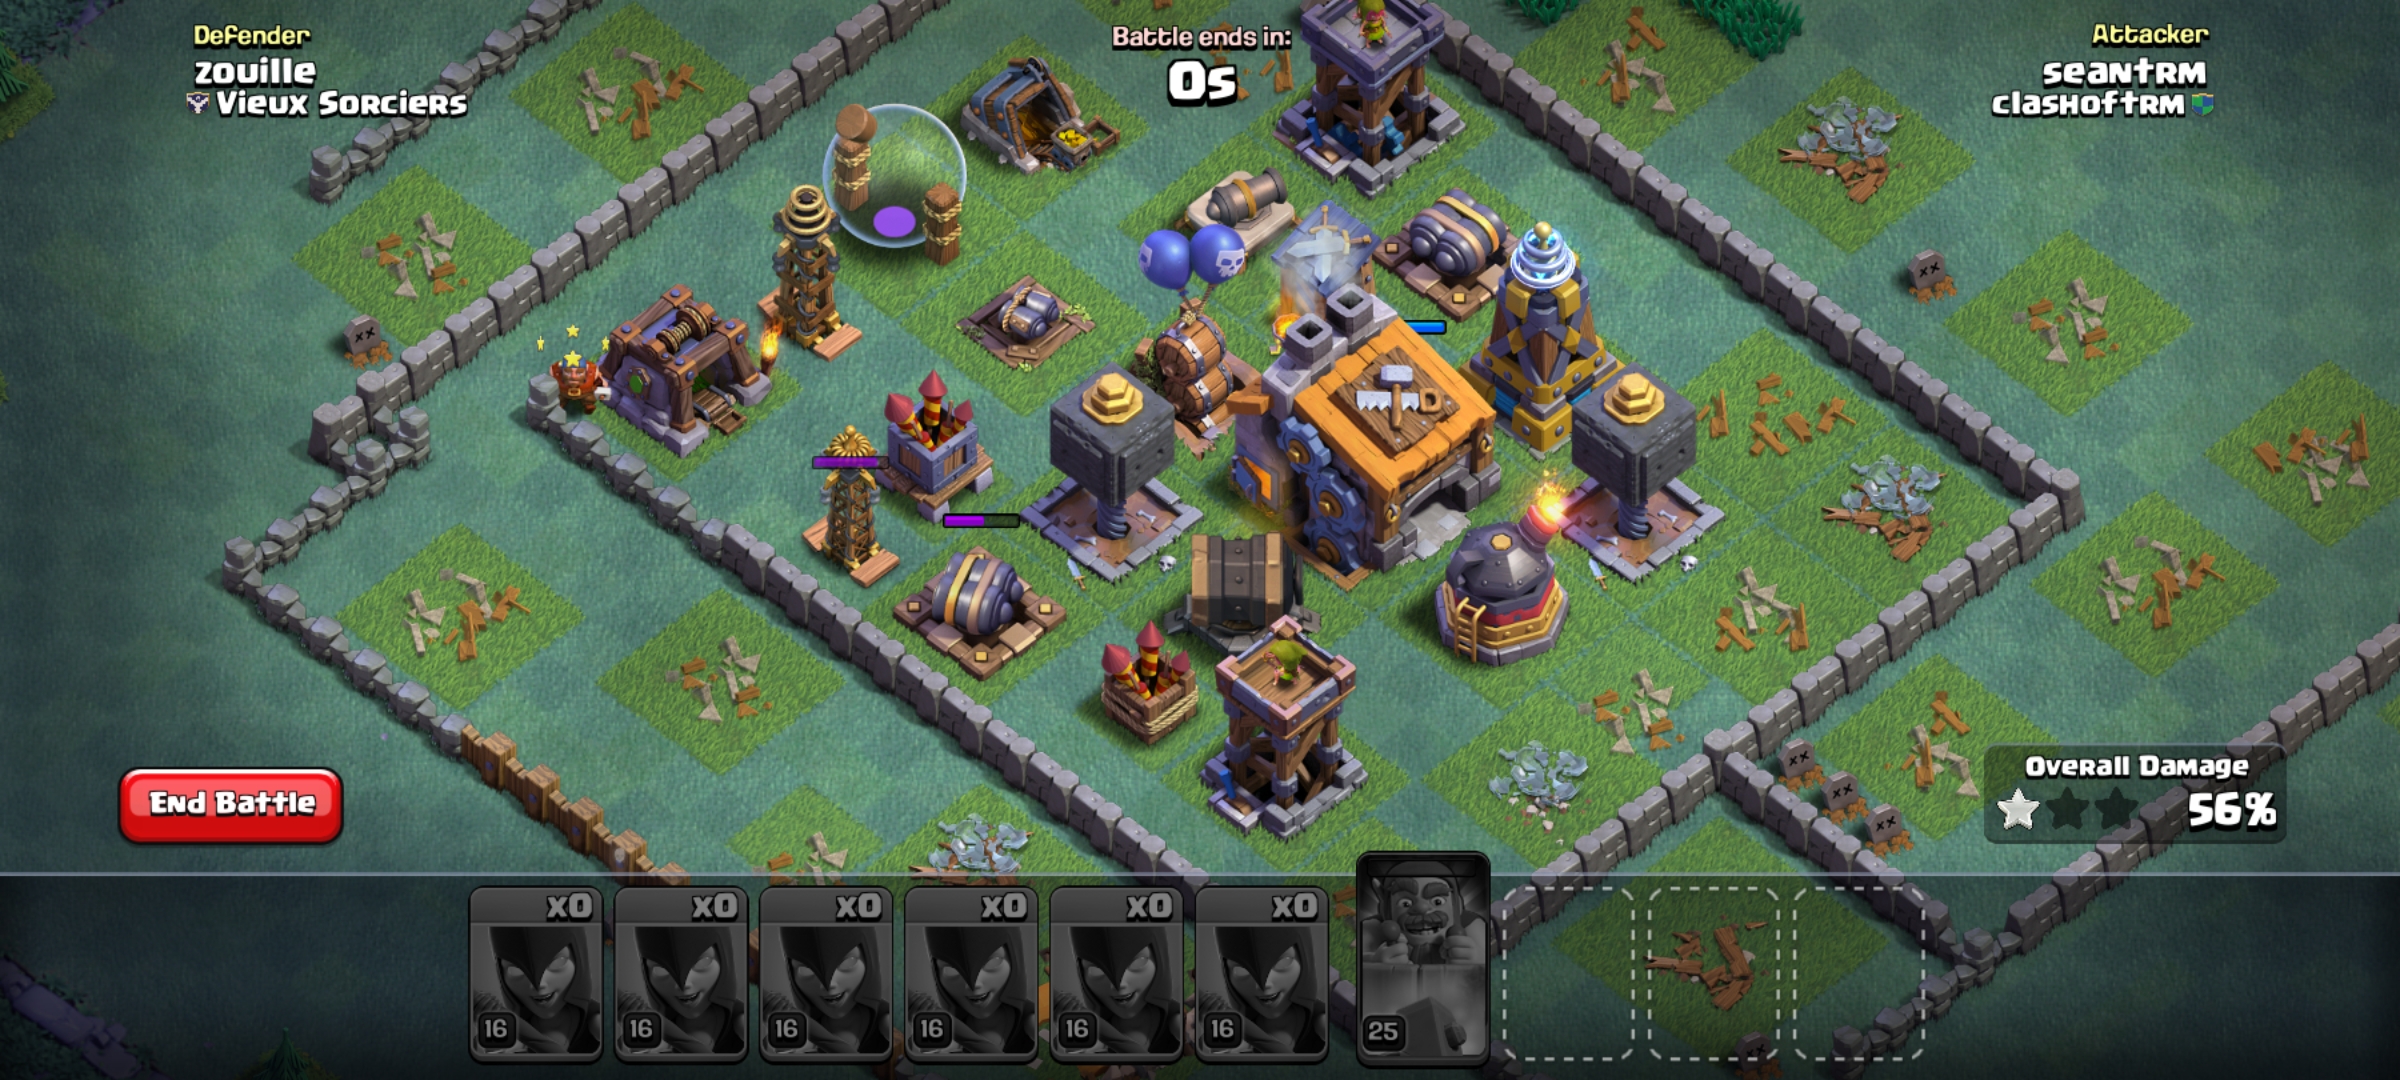 Defender
zouille
Vieux Sorciers
Battle ends in:
0s
Attacker
seantRM
clashoftRM
End Battle
Overall Damage
56%
x0 x0 x0 x0 x0 x0
16 16 16 16 16 16 25